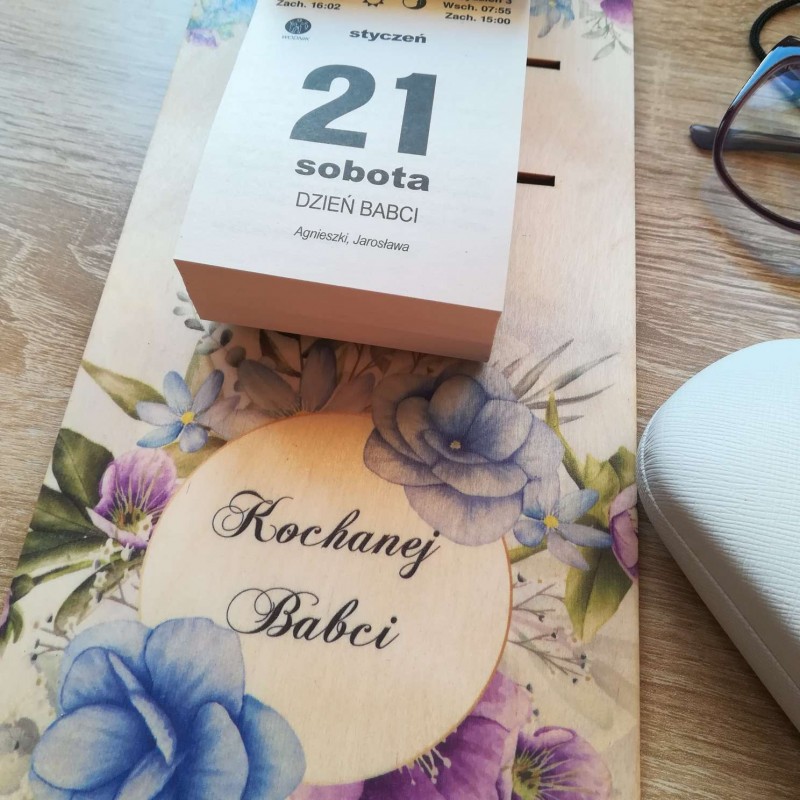 Zach. 16:02
Wsch. 07:55
Zach. 15:00
styczeń
21
sobota
DZIEŃ BABCI
Agnieszki, Jarosława
Kochanej
Babci